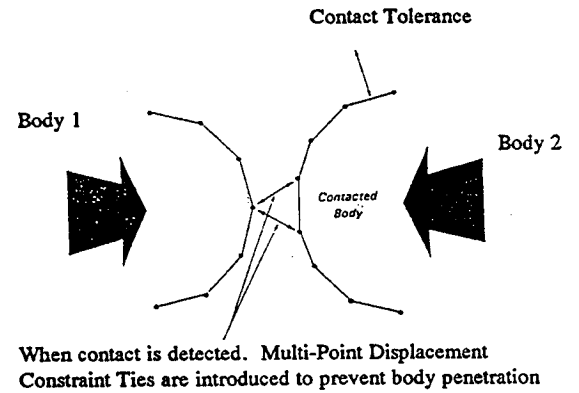 Contact Tolerance
Body 1
Body 2
Contacted
Body
When contact is detected. Multi-Point Displacement
Constraint Ties are introduced to prevent body penetration